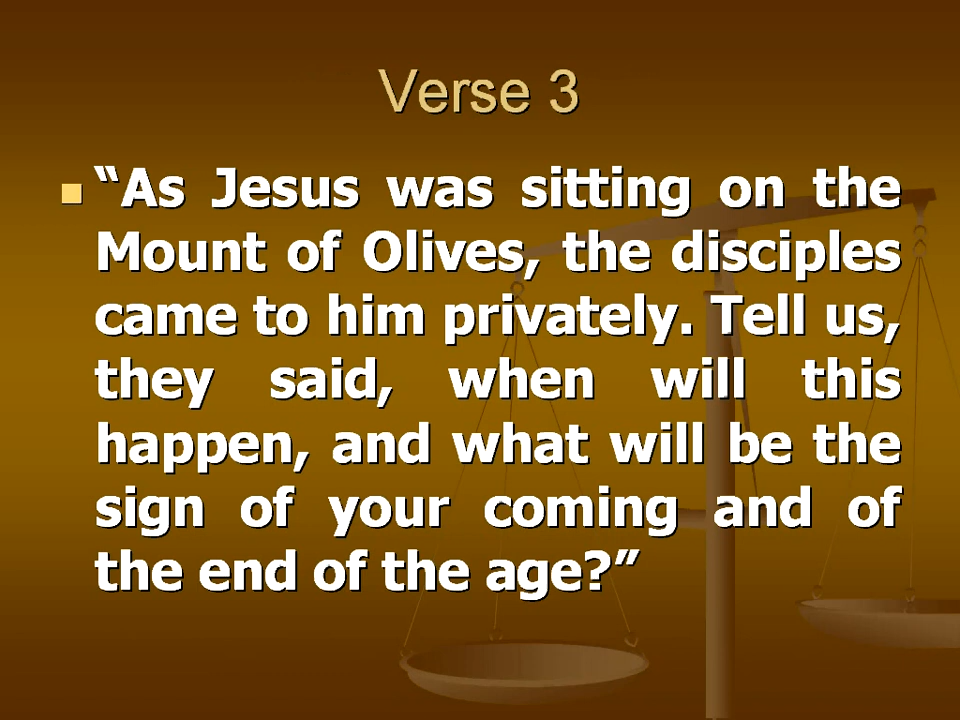 Verse 3
“As Jesus was sitting on the
Mount of Olives, the disciples
came to him privately. Tell us,
they said, when will this
happen, and what will be the
sign of your coming and of
the end of the age?”